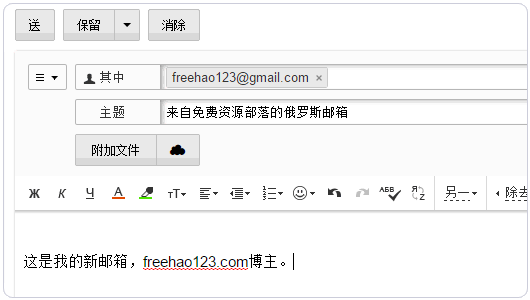 送 保留 消除
其中 freehao123@gmail.com ×
主题 来自免费资源部落的俄罗斯邮箱
附加文件
Ж К Ч А тT АБВ Я 另一 除去
这是我的新邮箱，freehao123.com博主。